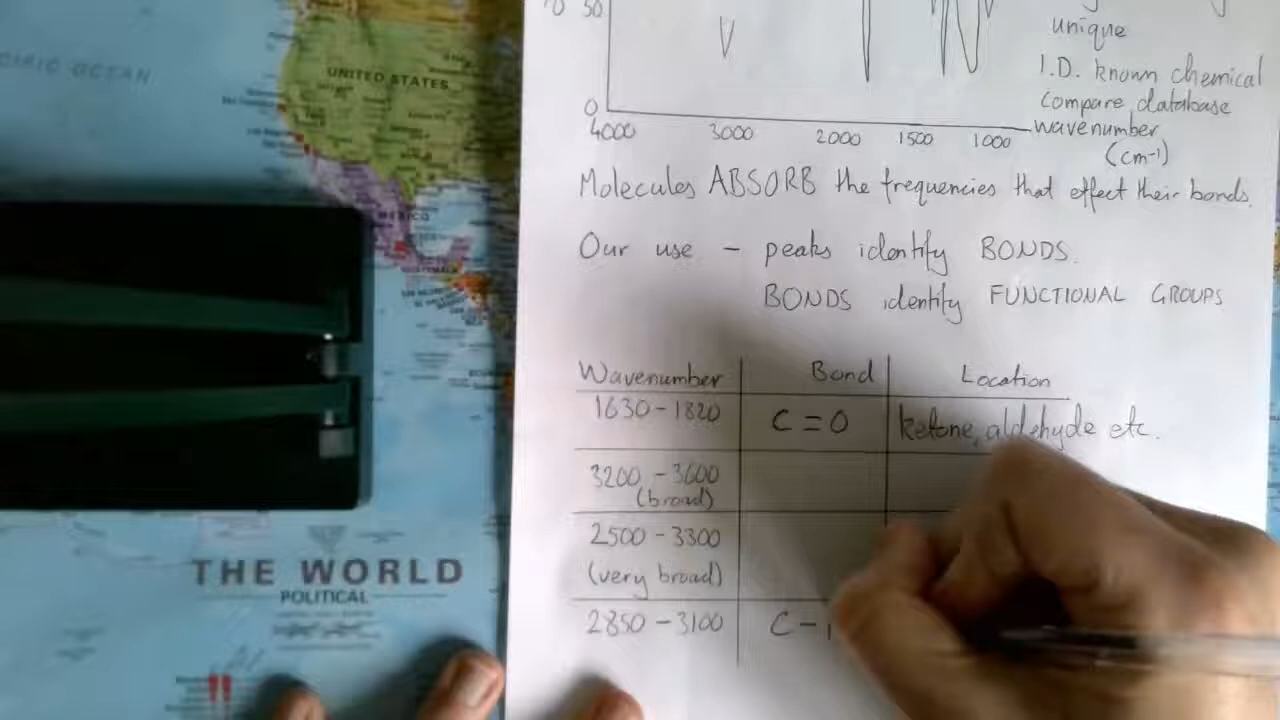 50
unique
I.D. known chemical
compare database
0
4000 3000 2000 1500 1000 wavenumber
(cm-1)
Molecules ABSORB the frequencies that effect their bonds.
Our use - peaks identify BONDS.
BONDS identify FUNCTIONAL GROUPS
Wavenumber Bond Location
1630-1820 C=O ketone, aldehyde etc.
3200-3600
(broad)
2500-3300
(very broad)
2850-3100 C-
OCEAN
UNITED STATES
MEXICO
GUATEMALA
THE WORLD
POLITICAL